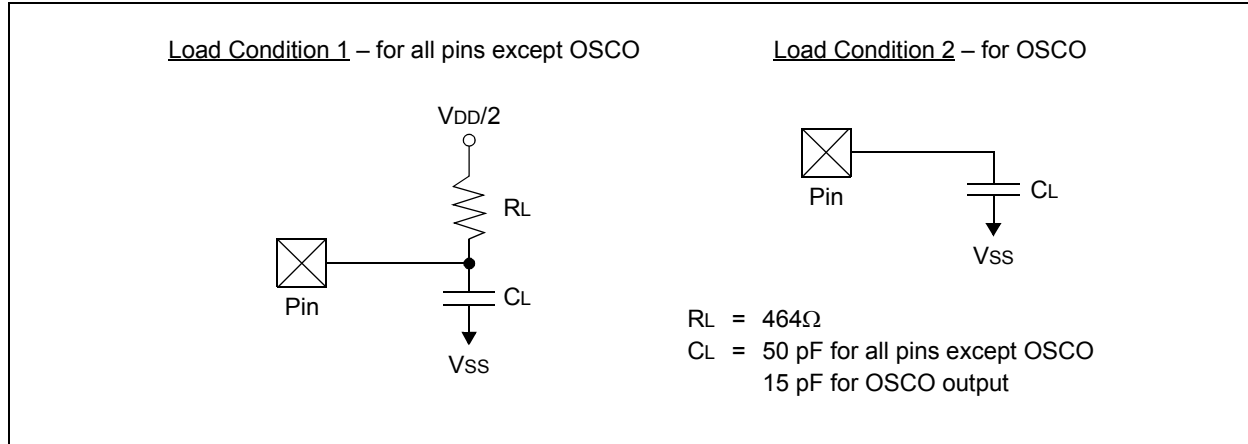 Load Condition 1 – for all pins except OSCO
VDD/2
RL
Pin
CL
VSS
Load Condition 2 – for OSCO
Pin
CL
VSS
RL = 464Ω
CL = 50 pF for all pins except OSCO
15 pF for OSCO output